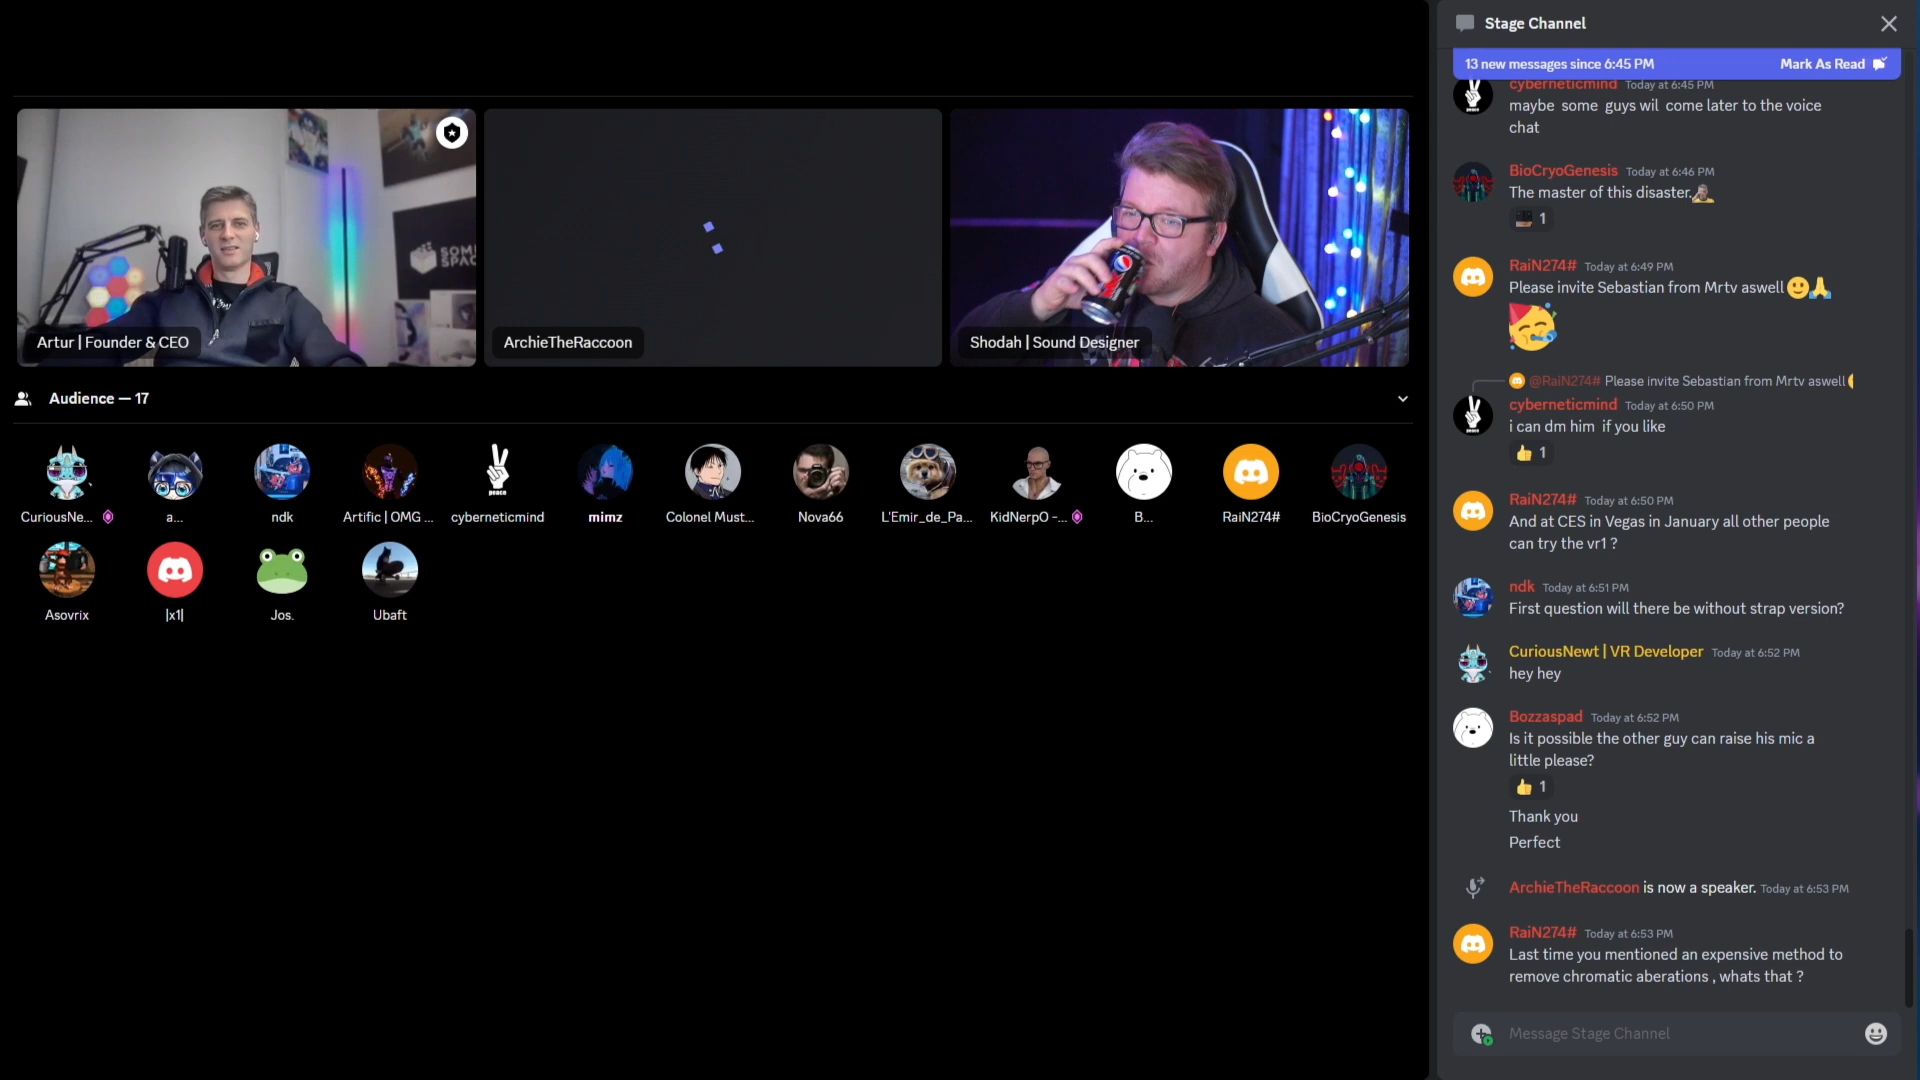 Stage Channel
13 new messages since 6:45 PM
Mark As Read
cyberneticmind Today at 6:45 PM
maybe some guys wil come later to the voice
chat
BioCryoGenesis Today at 6:46 PM
The master of this disaster.
1
RaiN274# Today at 6:49 PM
Please invite Sebastian from Mrtv aswell
@RaiN274# Please invite Sebastian from Mrtv aswell
cyberneticmind Today at 6:50 PM
i can dm him if you like
1
RaiN274# Today at 6:50 PM
And at CES in Vegas in January all other people
can try the vr1 ?
ndk Today at 6:51 PM
First question will there be without strap version?
CuriousNewt | VR Developer Today at 6:52 PM
hey hey
Bozzaspad Today at 6:52 PM
Is it possible the other guy can raise his mic a
little please?
1
Thank you
Perfect
ArchieTheRaccoon is now a speaker. Today at 6:53 PM
RaiN274# Today at 6:53 PM
Last time you mentioned an expensive method to
remove chromatic aberations , whats that ?
Message Stage Channel
SOMN
SPAC
Artur | Founder & CEO
ArchieTheRaccoon
Shodah | Sound Designer
Audience — 17
peace
CuriousNe...
a...
ndk
Artific | OMG ...
cyberneticmind
mimz
Colonel Must...
Nova66
L'Emir_de_Pa...
KidNerpO -...
B...
RaiN274#
BioCryoGenesis
Asovrix
|x1|
Jos.
Ubaft